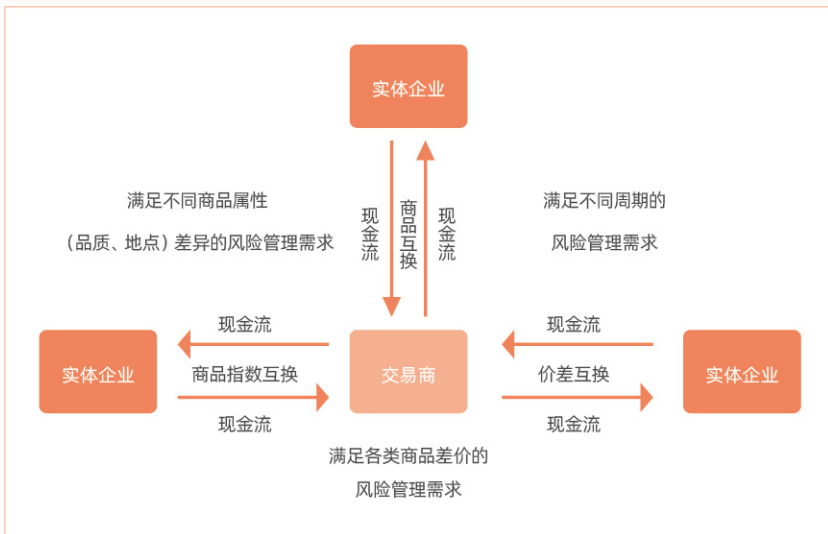 实体企业
满足不同商品属性
（品质、地点）差异的风险管理需求
现金流
商品互换
现金流
满足不同周期的
风险管理需求
现金流
现金流
实体企业
商品指数互换
交易商
价差互换
实体企业
现金流
现金流
满足各类商品差价的
风险管理需求